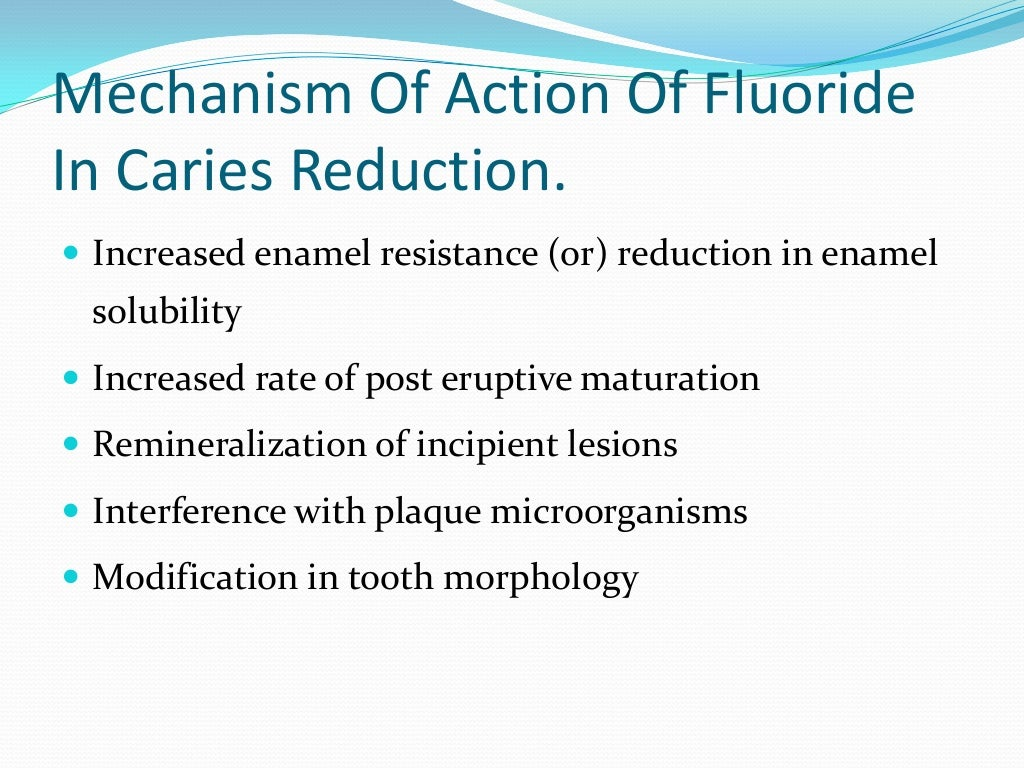 Mechanism Of Action Of Fluoride
In Caries Reduction.
• Increased enamel resistance (or) reduction in enamel
solubility
• Increased rate of post eruptive maturation
• Remineralization of incipient lesions
• Interference with plaque microorganisms
• Modification in tooth morphology